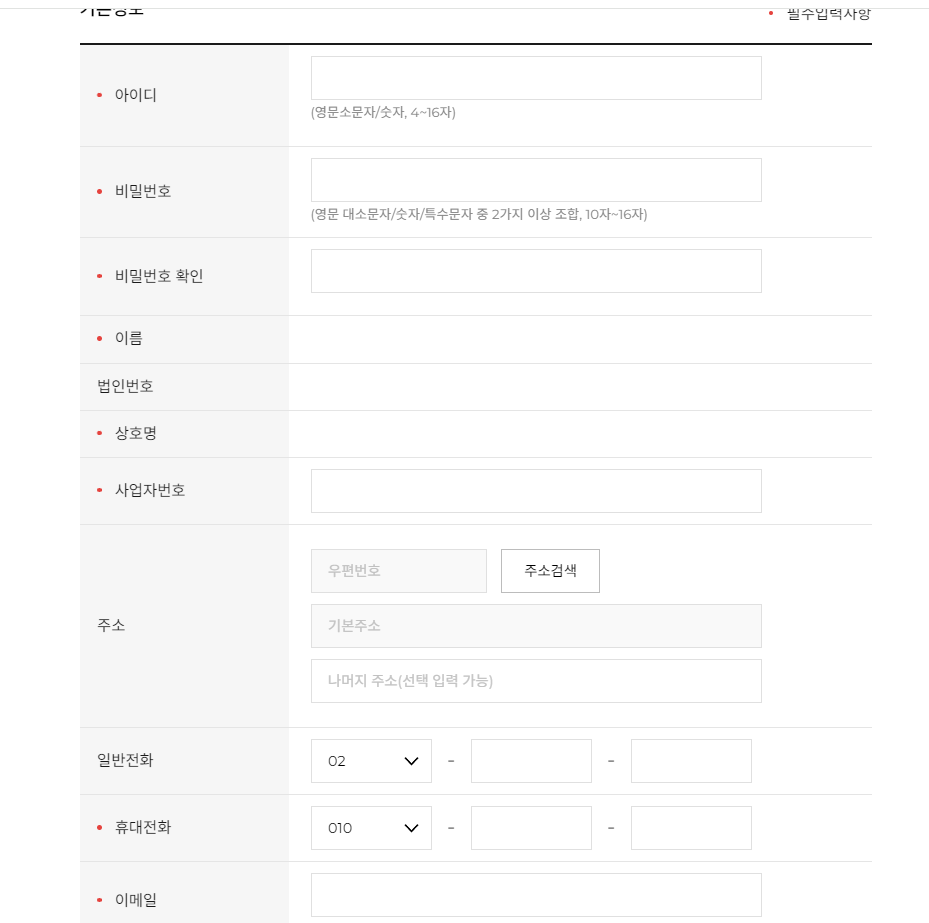 기본정보
필수입력사항
아이디
(영문소문자/숫자, 4~16자)
비밀번호
(영문 대소문자/숫자/특수문자 중 2가지 이상 조합, 10자~16자)
비밀번호 확인
이름
법인번호
상호명
사업자번호
주소
우편번호 주소검색
기본주소
나머지 주소(선택 입력 가능)
일반전화
02 - -
휴대전화
010 - -
이메일